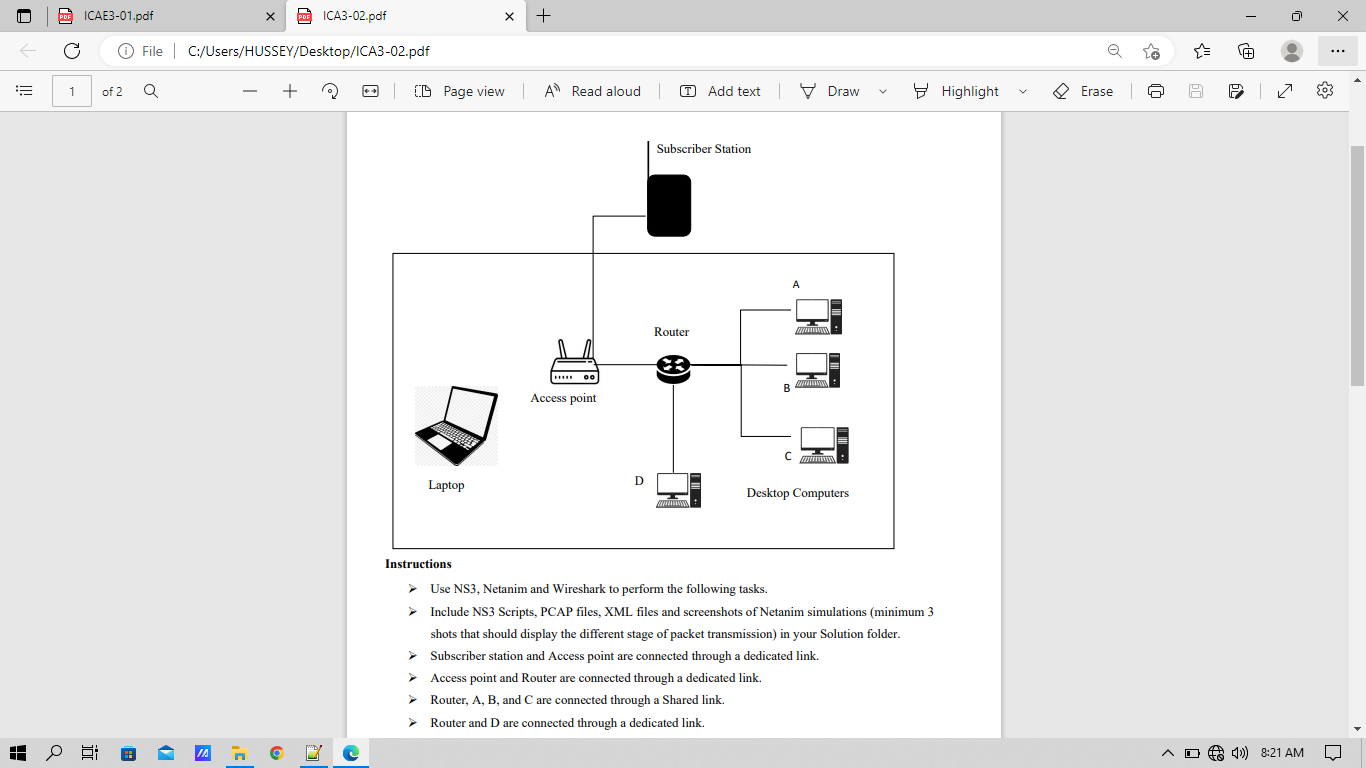 ICAE3-01.pdf
ICA3-02.pdf
File
C:/Users/HUSSEY/Desktop/ICA3-02.pdf
1
of 2
Page view
Read aloud
Add text
Draw
Highlight
Erase
Subscriber Station
A
Router
B
Access point
C
D
Laptop
Desktop Computers
Instructions
➢ Use NS3, Netanim and Wireshark to perform the following tasks.
➢ Include NS3 Scripts, PCAP files, XML files and screenshots of Netanim simulations (minimum 3
shots that should display the different stage of packet transmission) in your Solution folder.
➢ Subscriber station and Access point are connected through a dedicated link.
➢ Access point and Router are connected through a dedicated link.
➢ Router, A, B, and C are connected through a Shared link.
➢ Router and D are connected through a dedicated link.
8:21 AM